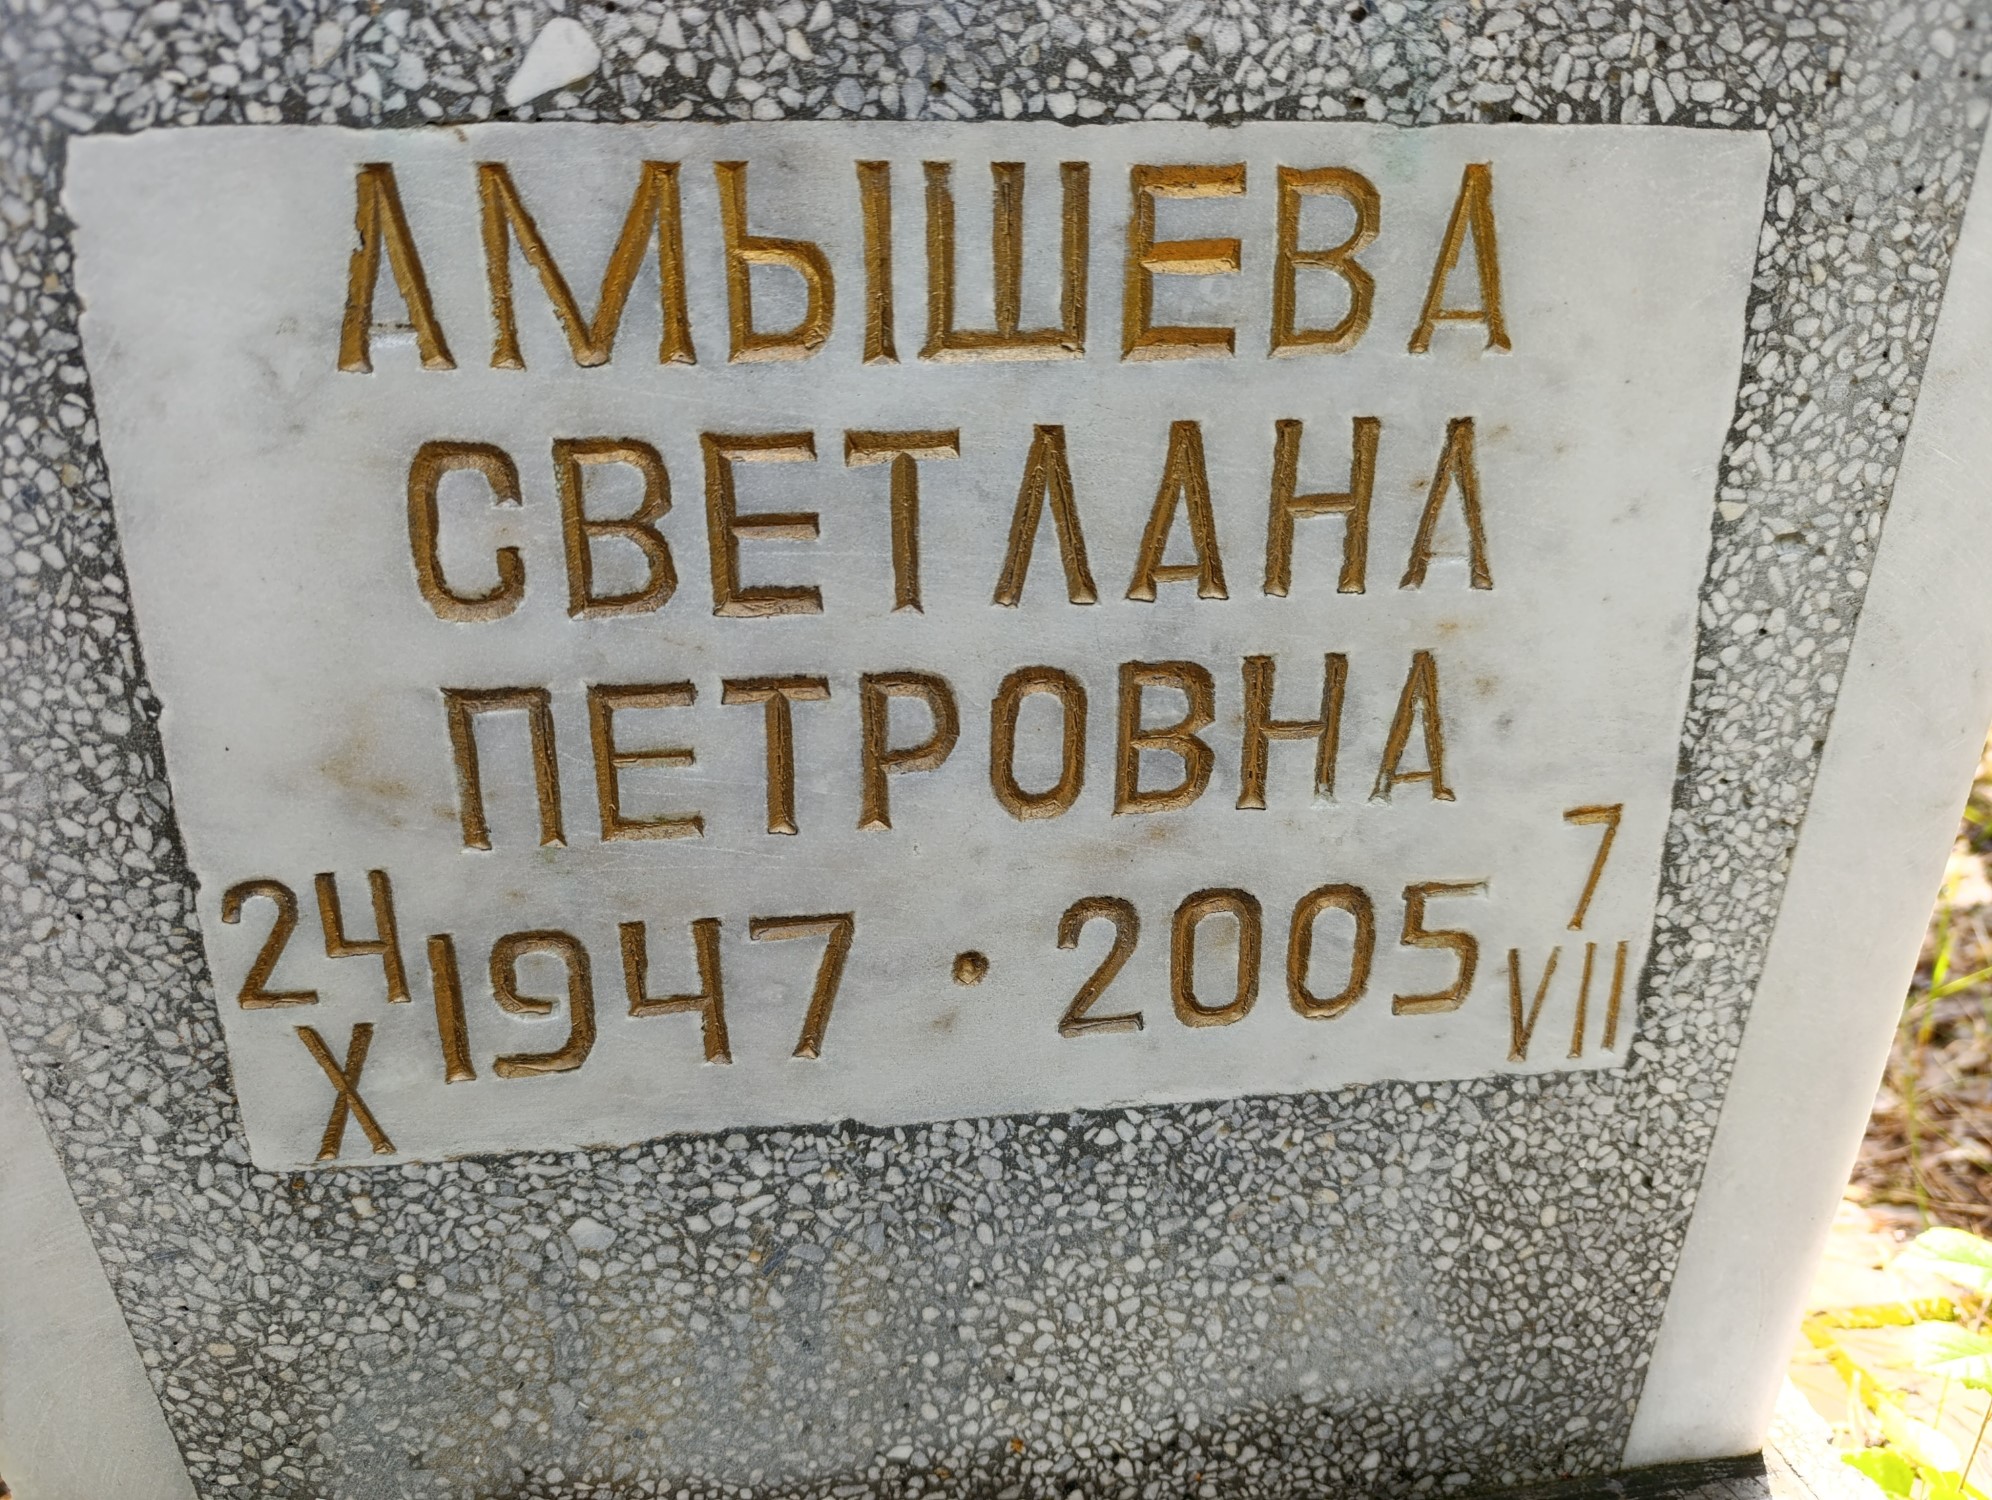 АМЫШЕВА
СВЕТЛАНА
ПЕТРОВНА
24 X 1947 · 2005 7 VII